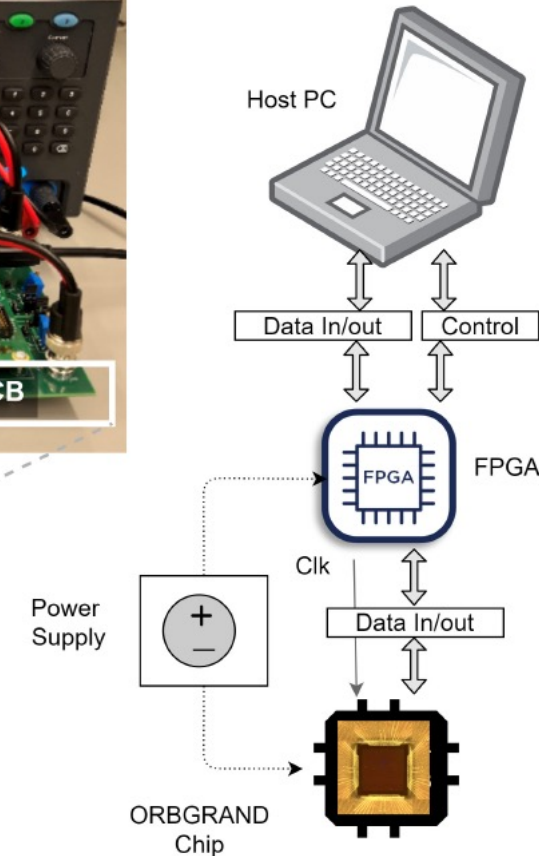 Host PC
Data In/out
Control
CB
FPGA
FPGA
Clk
Power
Supply
+
−
Data In/out
ORBGRAND
Chip